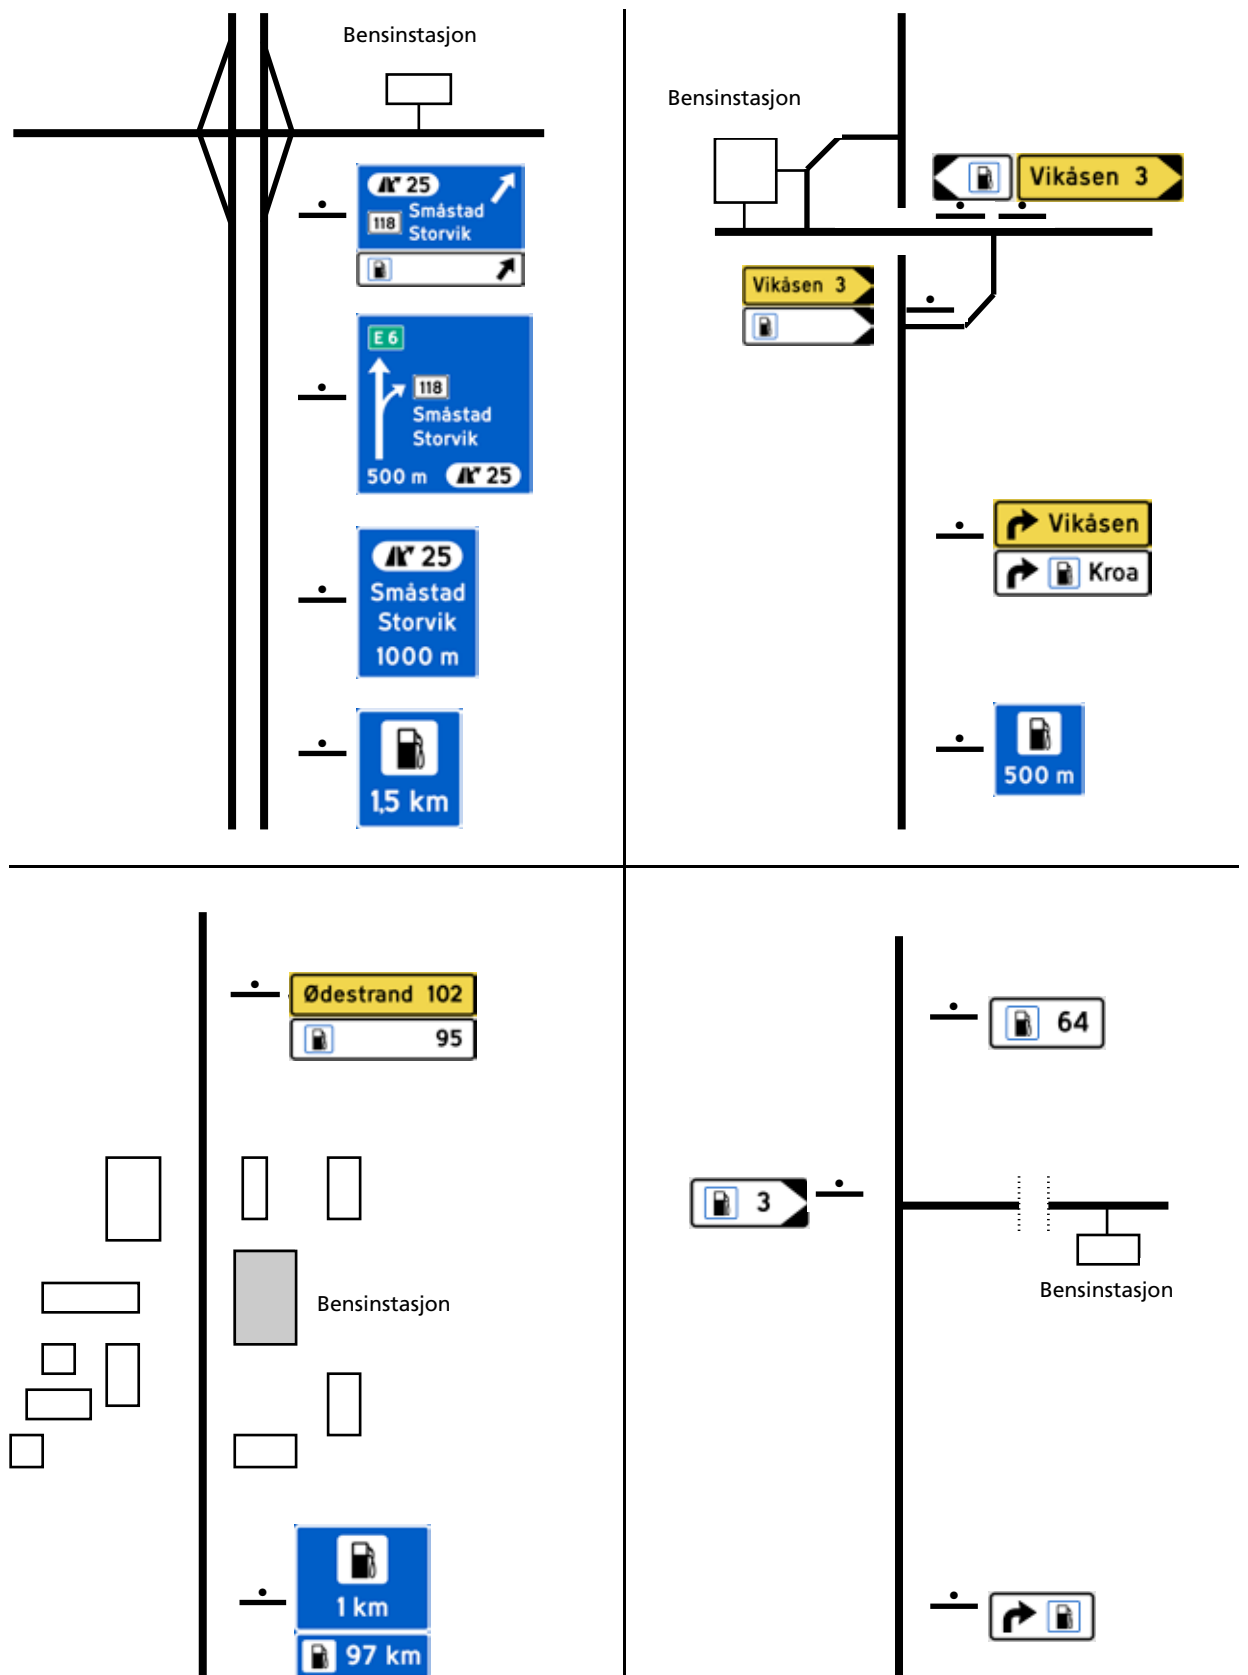 Bensinstasjon
25
118 Småstad
Storvik
E 6
118
Småstad
Storvik
500 m 25
25
Småstad
Storvik
1000 m
1,5 km
Bensinstasjon
Vikåsen 3
Vikåsen 3
Vikåsen
Kroa
500 m
Ødestrand 102
95
Bensinstasjon
1 km
97 km
64
3
Bensinstasjon